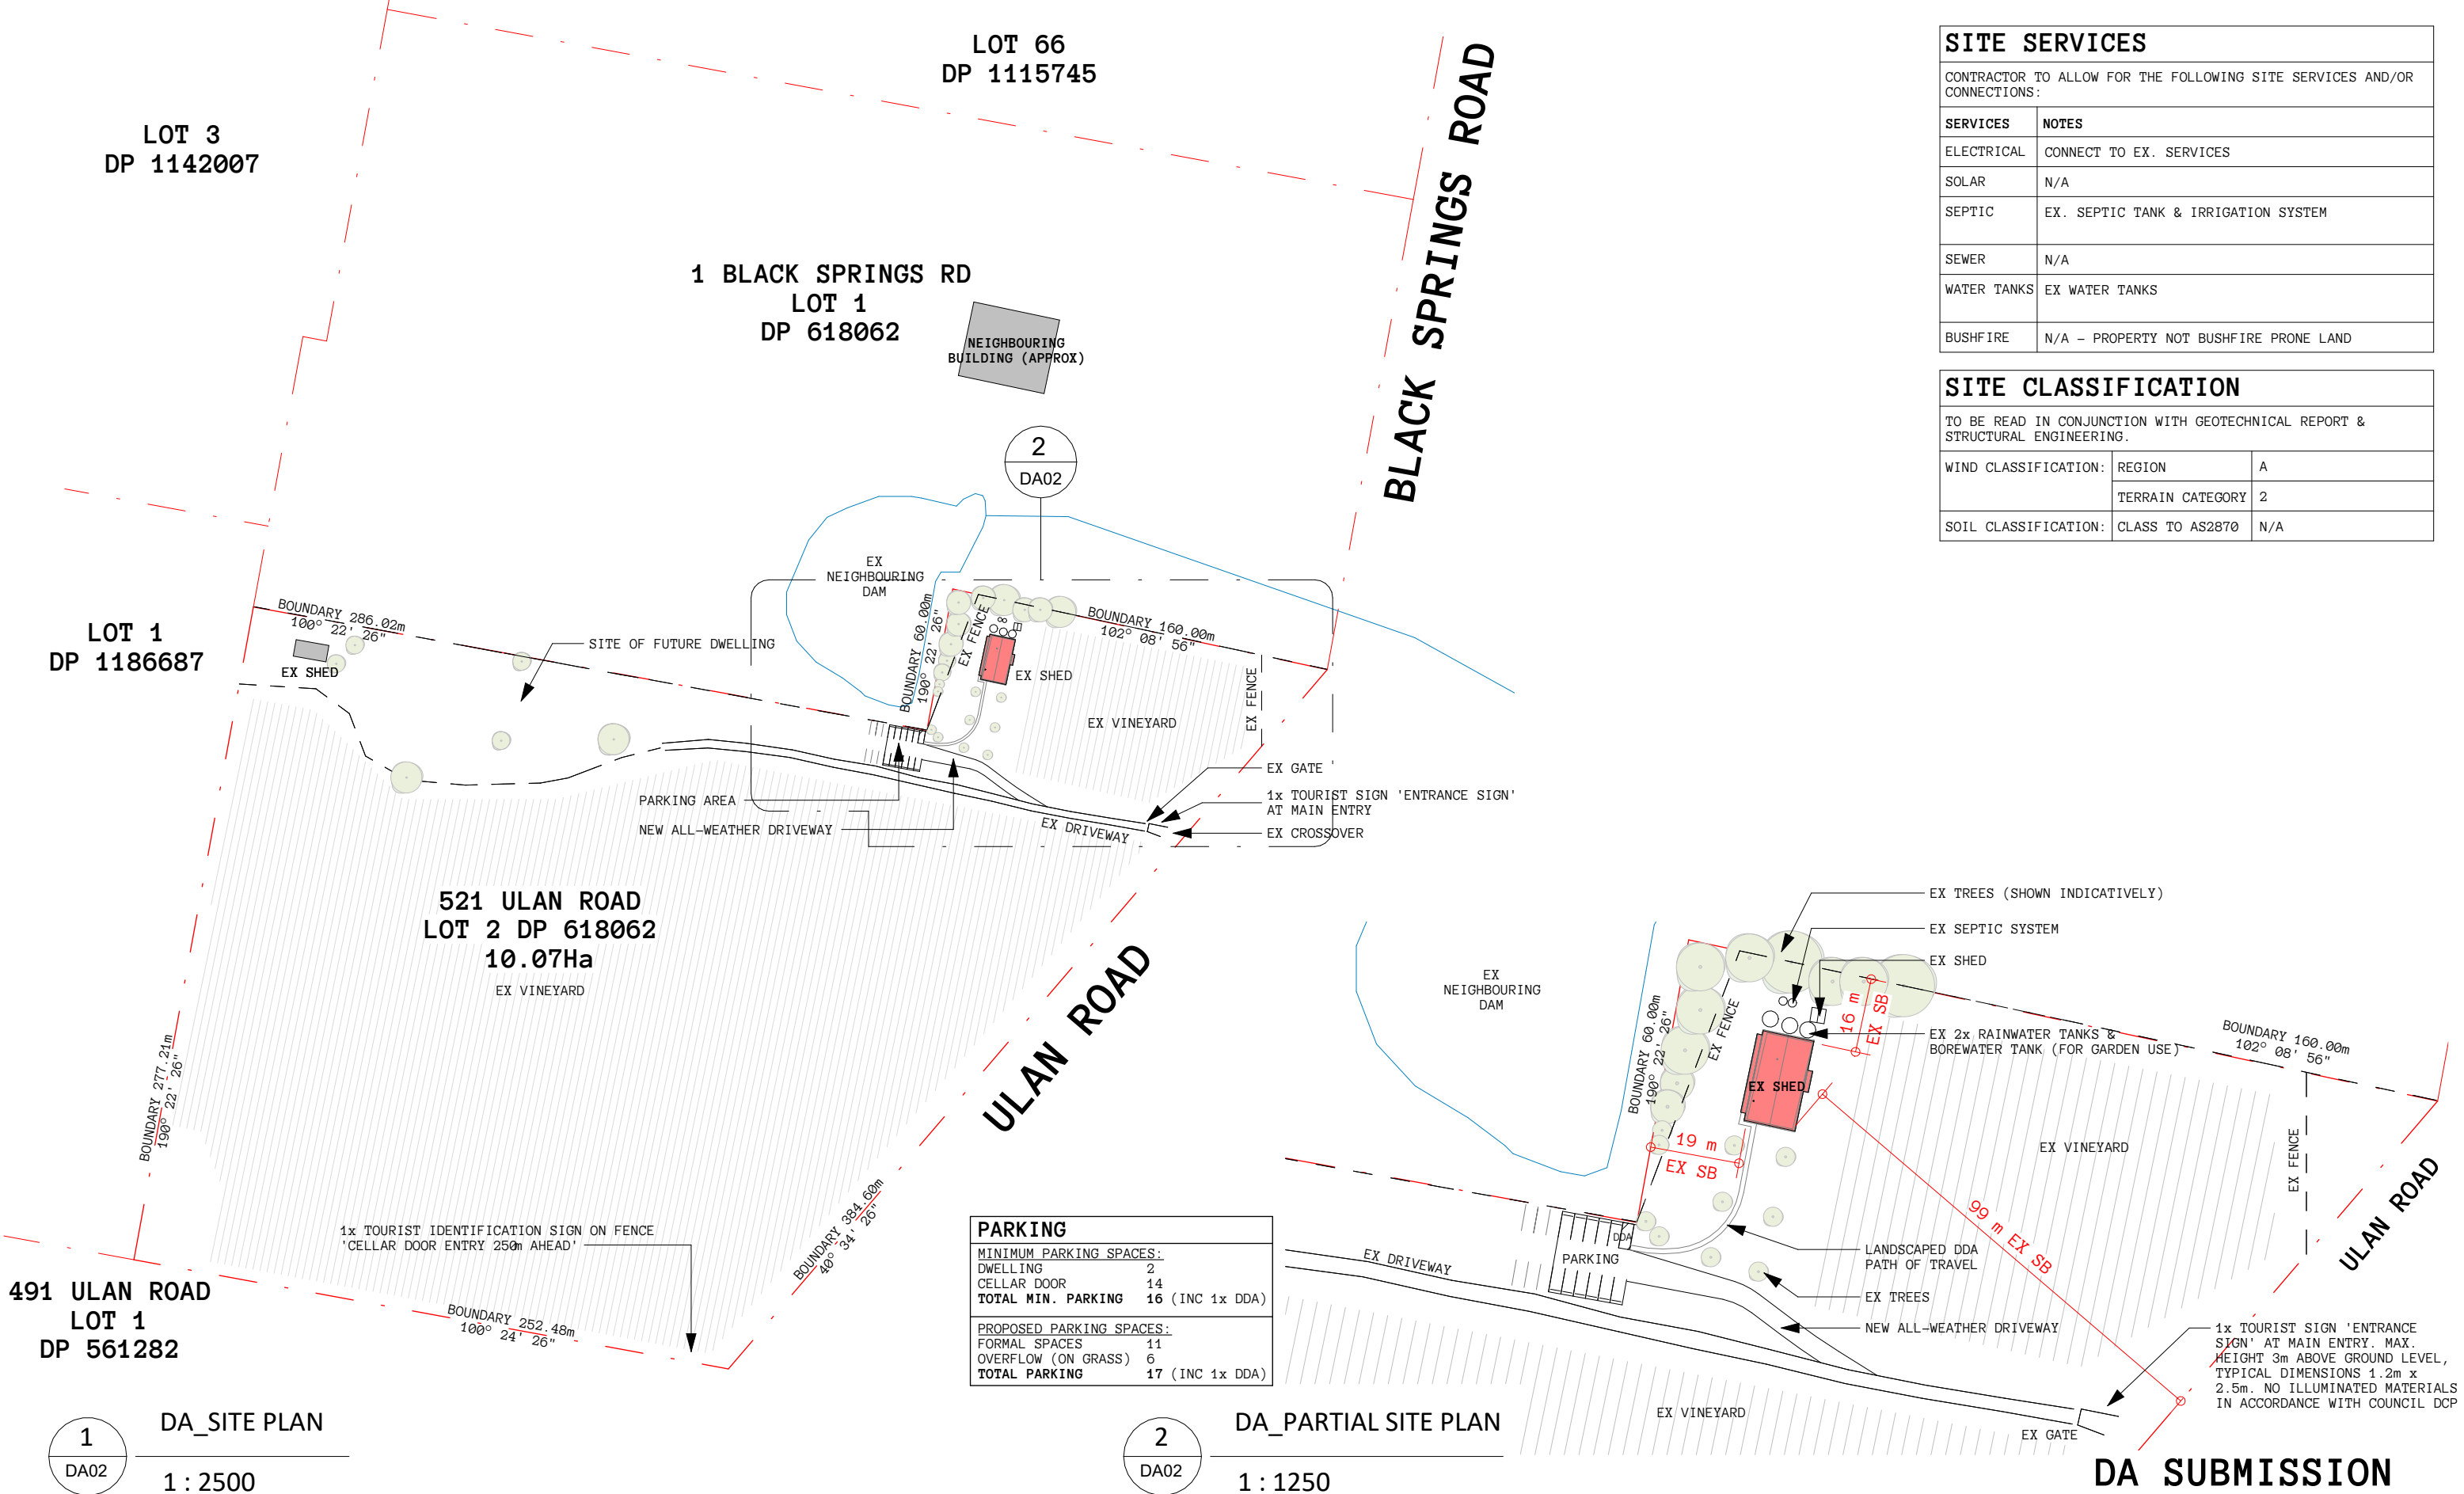 LOT 66
DP 1115745
LOT 3
DP 1142007
1 BLACK SPRINGS RD
LOT 1
DP 618062
NEIGHBOURING
BUILDING (APPROX)
BLACK SPRINGS ROAD
2
DA02
EX
NEIGHBOURING
DAM
LOT 1
DP 1186687
BOUNDARY 286.02m
100° 22' 26"
EX SHED
SITE OF FUTURE DWELLING
BOUNDARY 60.00m
190° 22' 26"
EX FENCE
BOUNDARY 160.00m
102° 08' 56"
EX SHED
EX VINEYARD
EX FENCE
PARKING AREA
NEW ALL-WEATHER DRIVEWAY
EX DRIVEWAY
EX GATE
1x TOURIST SIGN 'ENTRANCE SIGN'
AT MAIN ENTRY
EX CROSSOVER
521 ULAN ROAD
LOT 2 DP 618062
10.07Ha
EX VINEYARD
ULAN ROAD
BOUNDARY 277.21m
190° 22' 26"
1x TOURIST IDENTIFICATION SIGN ON FENCE
'CELLAR DOOR ENTRY 250m AHEAD'
BOUNDARY 384.60m
40° 34' 26"
BOUNDARY 252.48m
100° 24' 26"
491 ULAN ROAD
LOT 1
DP 561282
1
DA02
DA_SITE PLAN
1 : 2500
SITE SERVICES
CONTRACTOR TO ALLOW FOR THE FOLLOWING SITE SERVICES AND/OR
CONNECTIONS:
SERVICES NOTES
ELECTRICAL CONNECT TO EX. SERVICES
SOLAR N/A
SEPTIC EX. SEPTIC TANK & IRRIGATION SYSTEM
SEWER N/A
WATER TANKS EX WATER TANKS
BUSHFIRE N/A – PROPERTY NOT BUSHFIRE PRONE LAND
SITE CLASSIFICATION
TO BE READ IN CONJUNCTION WITH GEOTECHNICAL REPORT &
STRUCTURAL ENGINEERING.
WIND CLASSIFICATION: REGION A
TERRAIN CATEGORY 2
SOIL CLASSIFICATION: CLASS TO AS2870 N/A
EX
NEIGHBOURING
DAM
EX TREES (SHOWN INDICATIVELY)
EX SEPTIC SYSTEM
EX SHED
EX 2x RAINWATER TANKS &
BOREWATER TANK (FOR GARDEN USE)
BOUNDARY 60.00m
190° 22' 26"
EX FENCE
16 m
EX SB
EX SHED
19 m
EX SB
BOUNDARY 160.00m
102° 08' 56"
EX VINEYARD
EX FENCE
99 m EX SB
ULAN ROAD
DDA
PARKING
EX DRIVEWAY
LANDSCAPED DDA
PATH OF TRAVEL
EX TREES
NEW ALL-WEATHER DRIVEWAY
1x TOURIST SIGN 'ENTRANCE
SIGN' AT MAIN ENTRY. MAX.
HEIGHT 3m ABOVE GROUND LEVEL,
TYPICAL DIMENSIONS 1.2m x
2.5m. NO ILLUMINATED MATERIALS
IN ACCORDANCE WITH COUNCIL DCP
EX VINEYARD
EX GATE
PARKING
MINIMUM PARKING SPACES:
DWELLING 2
CELLAR DOOR 14
TOTAL MIN. PARKING 16 (INC 1x DDA)
PROPOSED PARKING SPACES:
FORMAL SPACES 11
OVERFLOW (ON GRASS) 6
TOTAL PARKING 17 (INC 1x DDA)
2
DA02
DA_PARTIAL SITE PLAN
1 : 1250
DA SUBMISSION